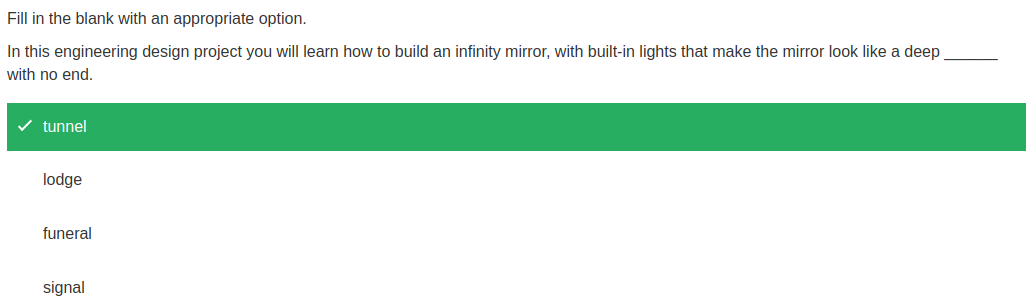 Fill in the blank with an appropriate option.
In this engineering design project you will learn how to build an infinity mirror, with built-in lights that make the mirror look like a deep ______
with no end.
tunnel
lodge
funeral
signal